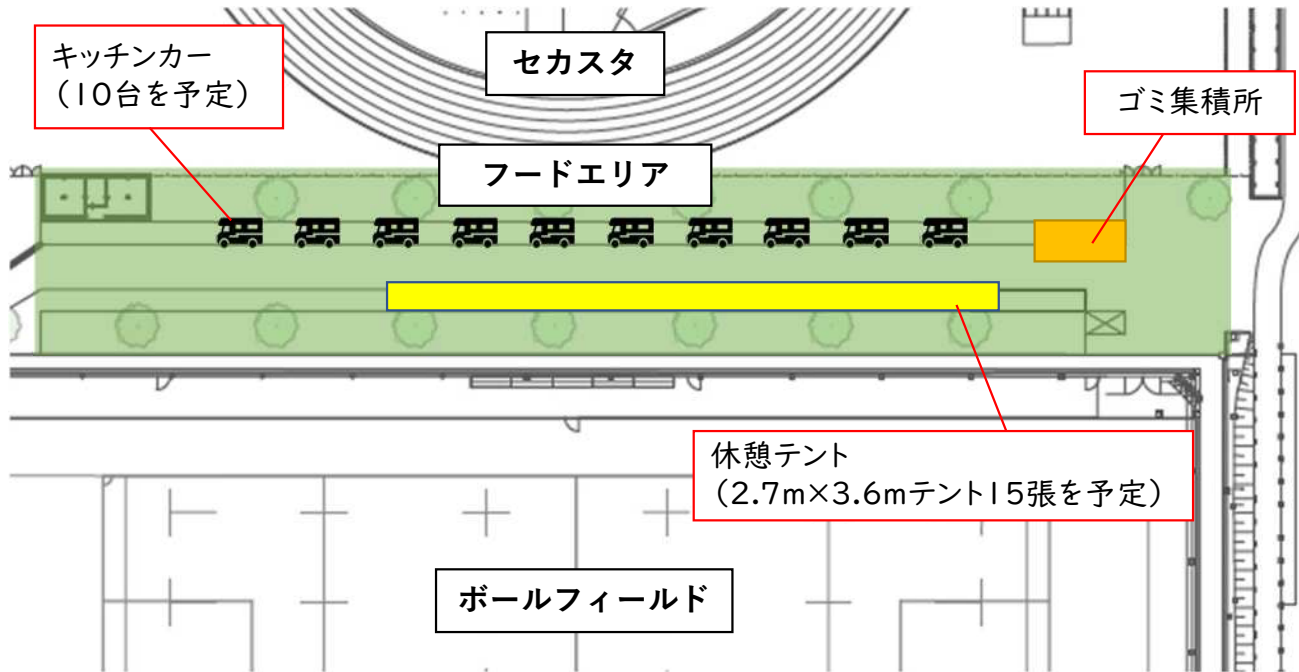 キッチンカー
(10台を予定)
セカスタ
ゴミ集積所
フードエリア
休憩テント
(2.7m×3.6mテント15張を予定)
ボールフィールド